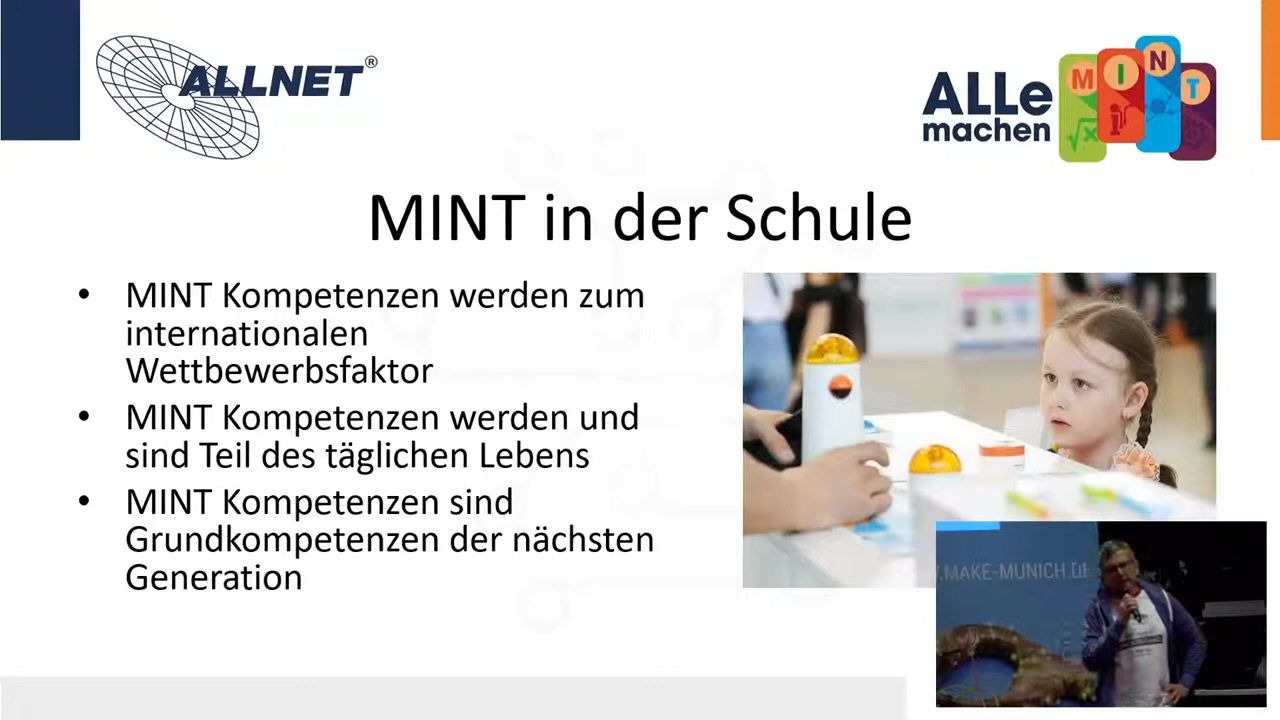 ALLNET®
ALLe
machen
MINT
MINT in der Schule
• MINT Kompetenzen werden zum
internationalen
Wettbewerbsfaktor
• MINT Kompetenzen werden und
sind Teil des täglichen Lebens
• MINT Kompetenzen sind
Grundkompetenzen der nächsten
Generation
.MAKE-MUNICH.DE